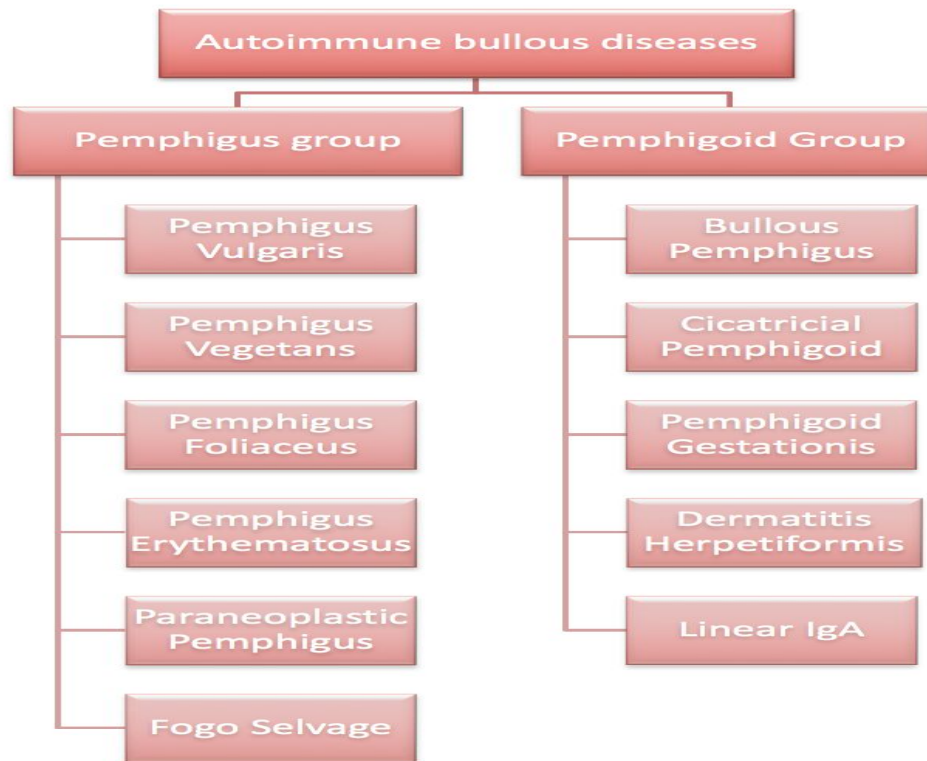 Autoimmune bullous diseases
Pemphigus group
Pemphigus
Vulgaris
Pemphigus
Vegetans
Pemphigus
Foliaceus
Pemphigus
Erythematosus
Paraneoplastic
Pemphigus
Fogo Selvage
Pemphigoid Group
Bullous
Pemphigus
Cicatricial
Pemphigoid
Pemphigoid
Gestationis
Dermatitis
Herpetiformis
Linear IgA